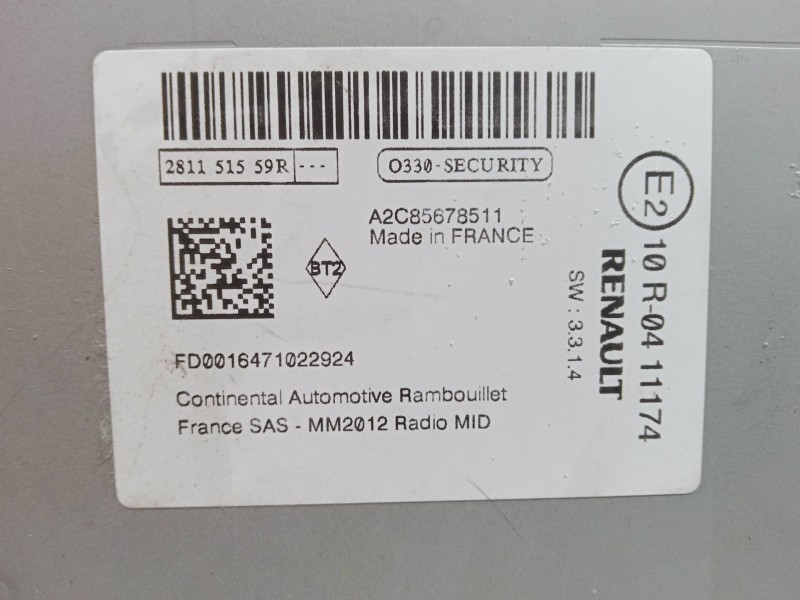 2811 515 59R ---
O330-SECURITY
A2C85678511
Made in FRANCE
BT2
FD0016471022924
Continental Automotive Rambouillet
France SAS - MM2012 Radio MID
E2 10 R-04 11174
RENAULT
SW : 3.3.1.4